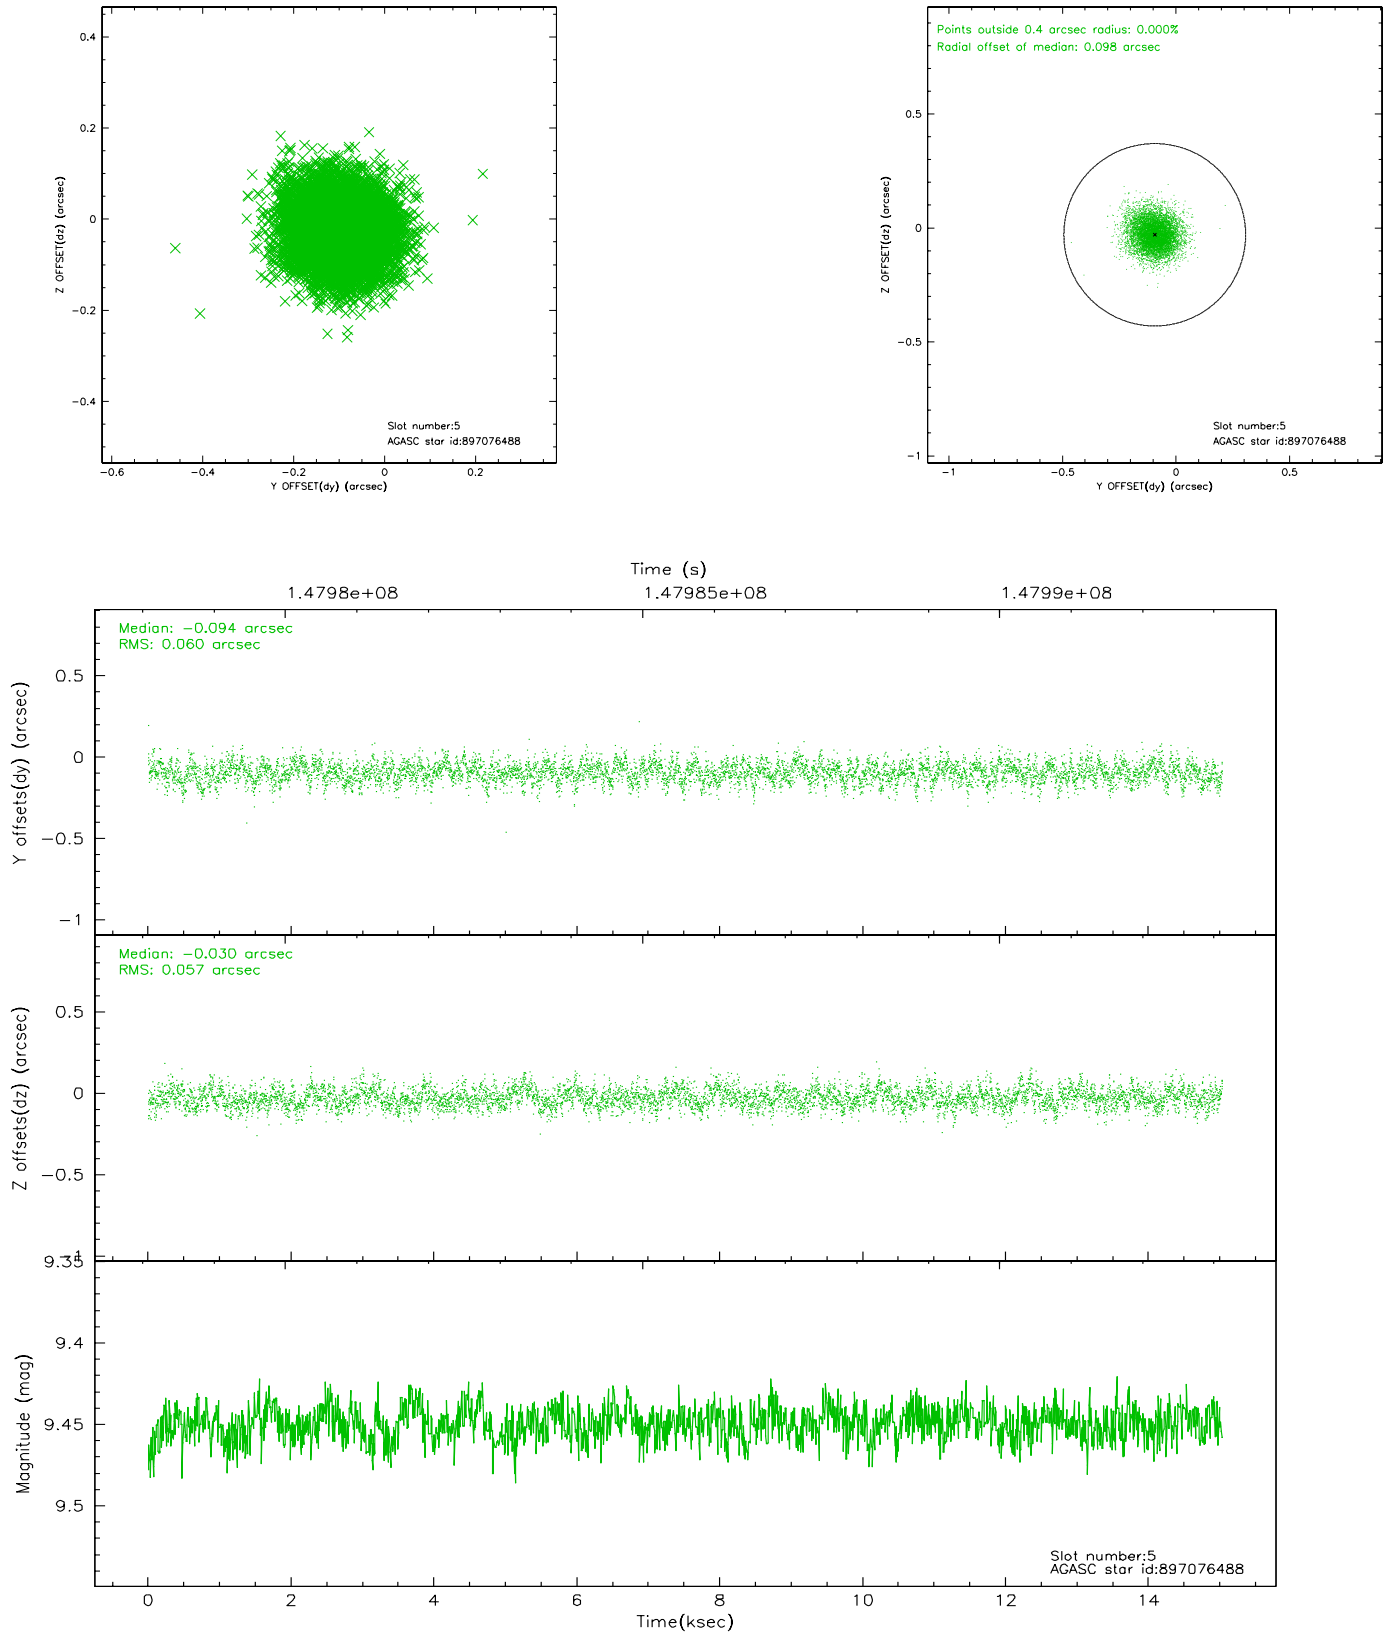 0.4
0.2
0
-0.2
-0.4
Z OFFSET(dz) (arcsec)
Slot number:5
AGASC star id:897076488
-0.6 -0.4 -0.2 0 0.2
Y OFFSET(dy) (arcsec)
Points outside 0.4 arcsec radius: 0.000%
Radial offset of median: 0.098 arcsec
0.5
0
-0.5
-1
Z OFFSET(dz) (arcsec)
Slot number:5
AGASC star id:897076488
-1 -0.5 0 0.5
Y OFFSET(dy) (arcsec)
Time (s)
1.4798e+08 1.47985e+08 1.4799e+08
Median: -0.094 arcsec
RMS: 0.060 arcsec
0.5
0
-0.5
-1
Y offsets(dy) (arcsec)
Median: -0.030 arcsec
RMS: 0.057 arcsec
0.5
0
-0.5
-1
Z offsets(dz) (arcsec)
9.35
9.4
9.45
9.5
Magnitude (mag)
Slot number:5
AGASC star id:897076488
0 2 4 6 8 10 12 14
Time(ksec)